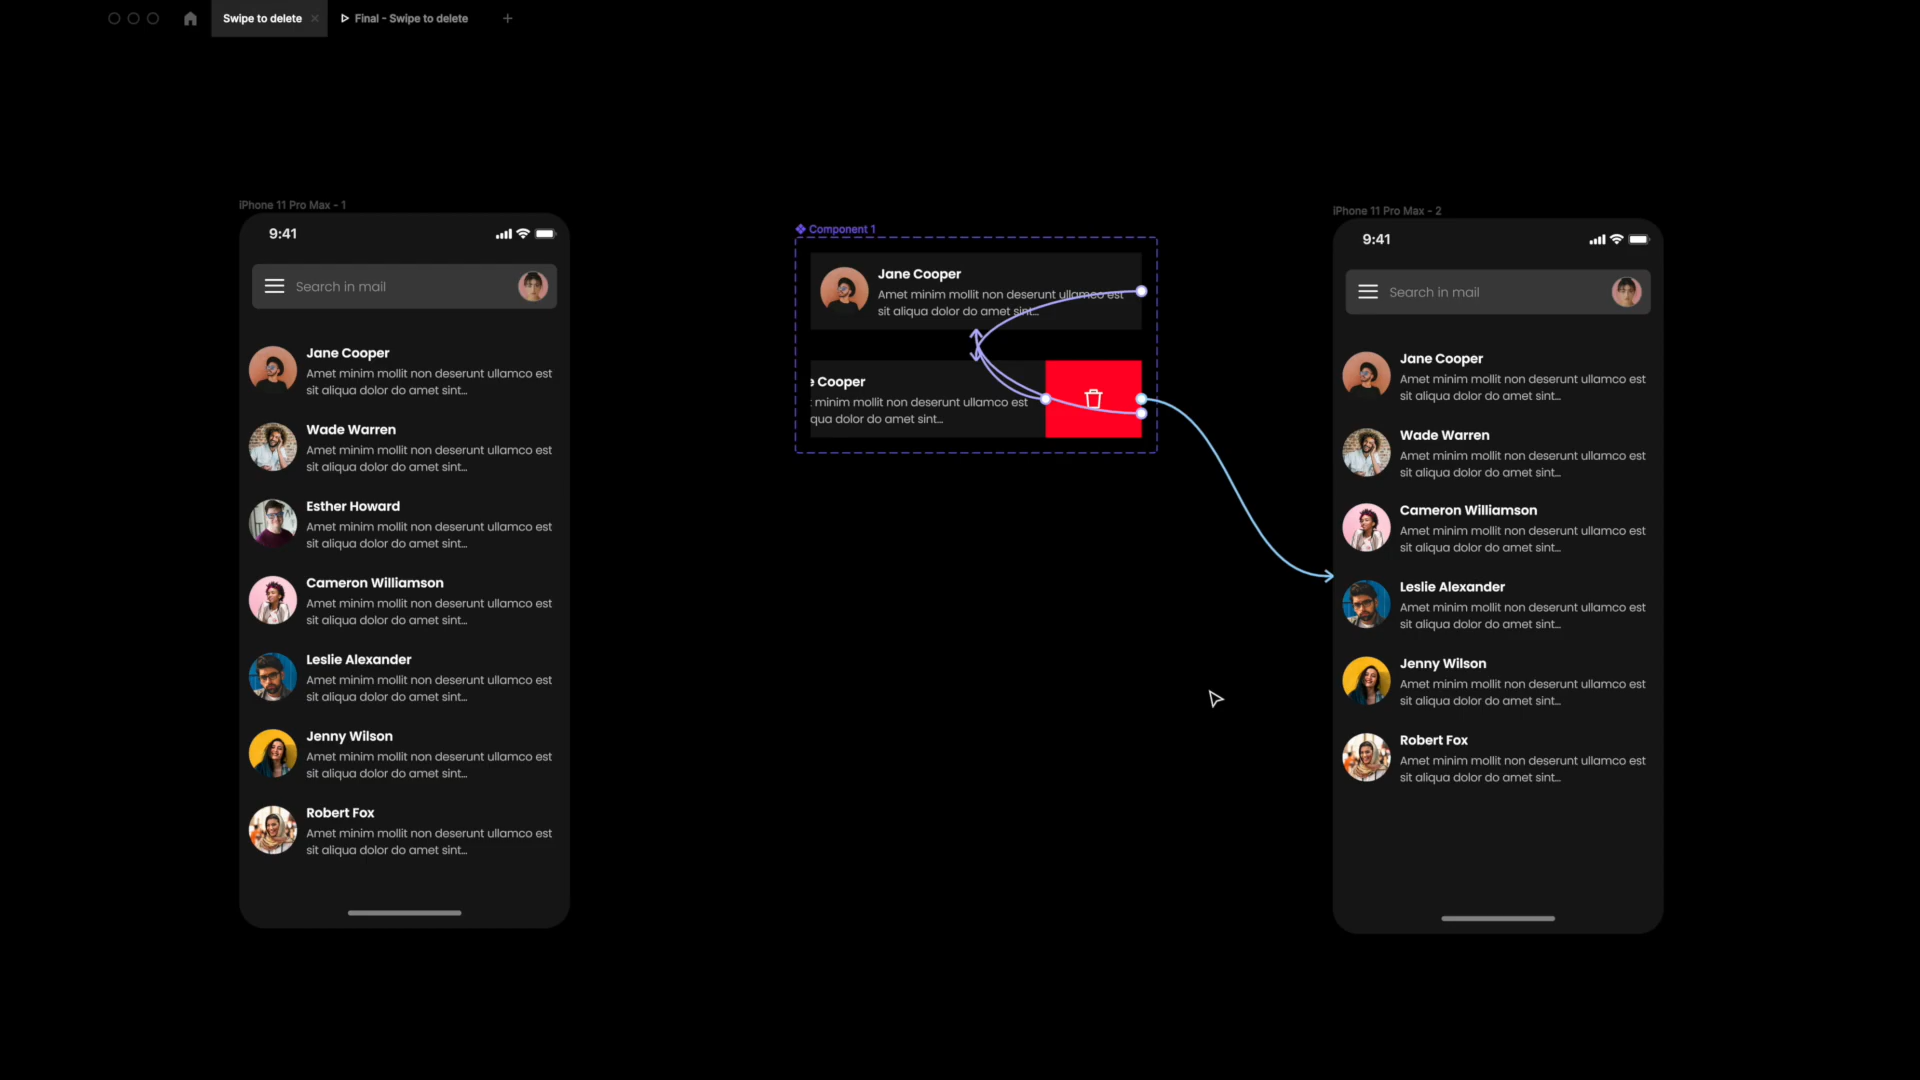 Swipe to delete
Final - Swipe to delete
iPhone 11 Pro Max - 1
9:41
Search in mail
Jane Cooper
Amet minim mollit non deserunt ullamco est
sit aliqua dolor do amet sint...
Wade Warren
Amet minim mollit non deserunt ullamco est
sit aliqua dolor do amet sint...
Esther Howard
Amet minim mollit non deserunt ullamco est
sit aliqua dolor do amet sint...
Cameron Williamson
Amet minim mollit non deserunt ullamco est
sit aliqua dolor do amet sint...
Leslie Alexander
Amet minim mollit non deserunt ullamco est
sit aliqua dolor do amet sint...
Jenny Wilson
Amet minim mollit non deserunt ullamco est
sit aliqua dolor do amet sint...
Robert Fox
Amet minim mollit non deserunt ullamco est
sit aliqua dolor do amet sint...
Component 1
Jane Cooper
Amet minim mollit non deserunt ullamco est
sit aliqua dolor do amet sint...
e Cooper
t minim mollit non deserunt ullamco est
qua dolor do amet sint...
iPhone 11 Pro Max - 2
9:41
Search in mail
Jane Cooper
Amet minim mollit non deserunt ullamco est
sit aliqua dolor do amet sint...
Wade Warren
Amet minim mollit non deserunt ullamco est
sit aliqua dolor do amet sint...
Cameron Williamson
Amet minim mollit non deserunt ullamco est
sit aliqua dolor do amet sint...
Leslie Alexander
Amet minim mollit non deserunt ullamco est
sit aliqua dolor do amet sint...
Jenny Wilson
Amet minim mollit non deserunt ullamco est
sit aliqua dolor do amet sint...
Robert Fox
Amet minim mollit non deserunt ullamco est
sit aliqua dolor do amet sint...